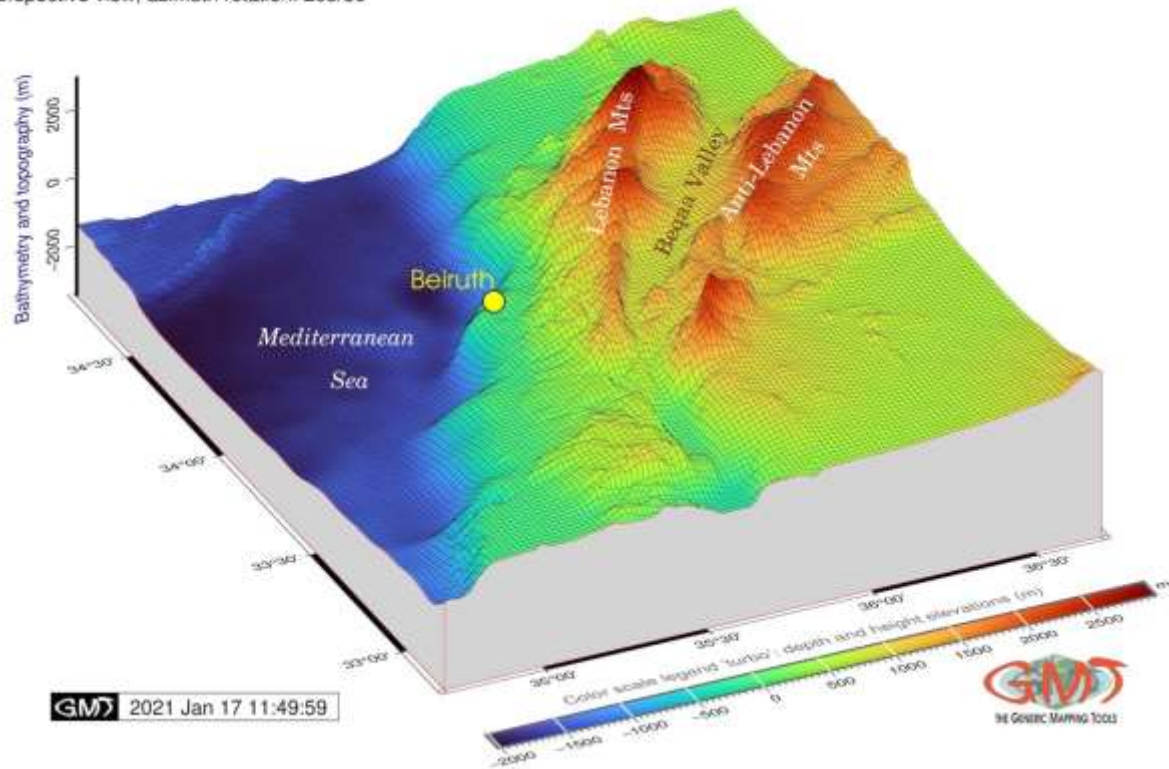 Bathymetry and topography (m)
2000
0
−2000
Lebanon Mts
Beqaa Valley
Anti-Lebanon
Mts
Beiruth
Mediterranean
Sea
34°30'
34°00'
33°30'
33°00'
35°00'
35°30'
36°00'
36°30'
Color scale legend 'turbo': depth and height elevations (m)
m
−2000 −1500 −1000 −500 0 500 1000 1500 2000 2500
GMT 2021 Jan 17 11:49:59
GMT
THE GENERIC MAPPING TOOLS